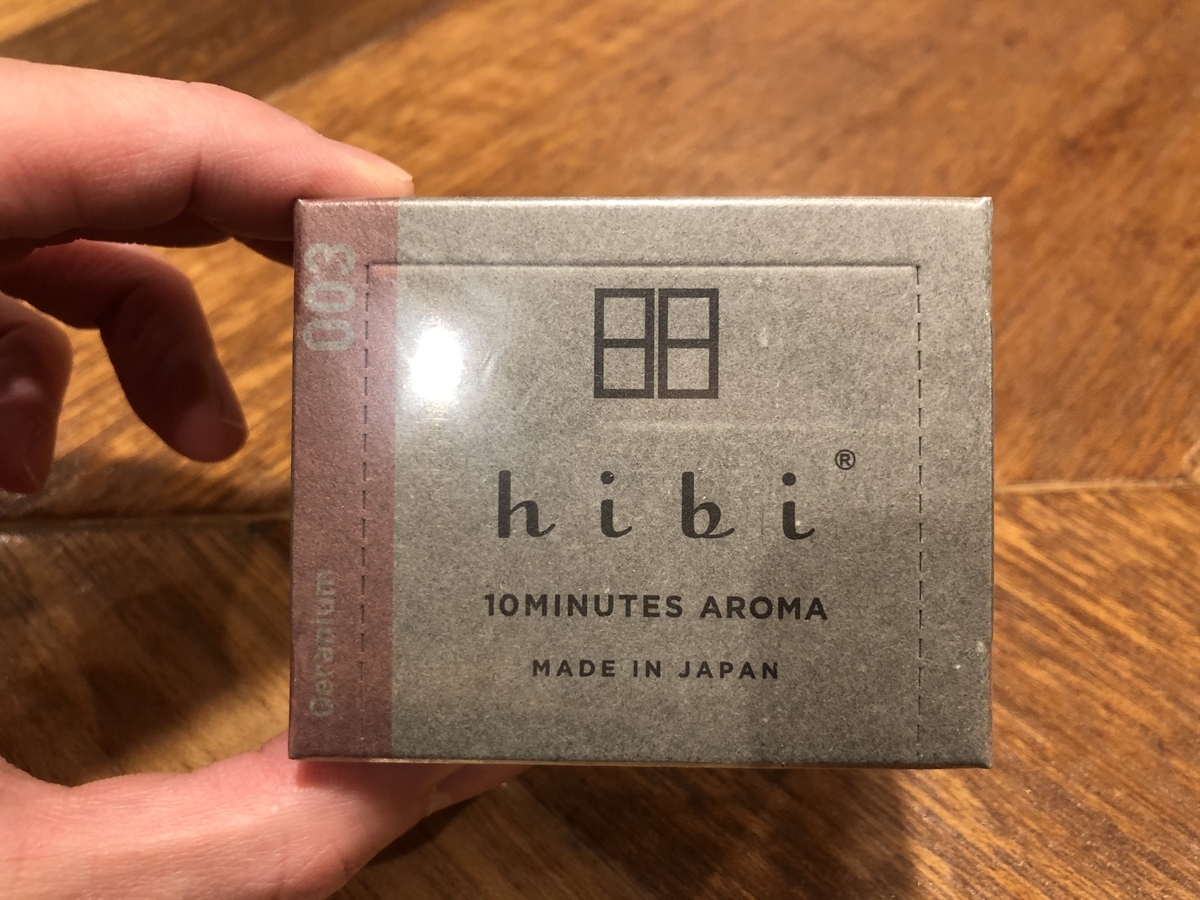 003
Geranium
hibi®
10MINUTES AROMA
MADE IN JAPAN